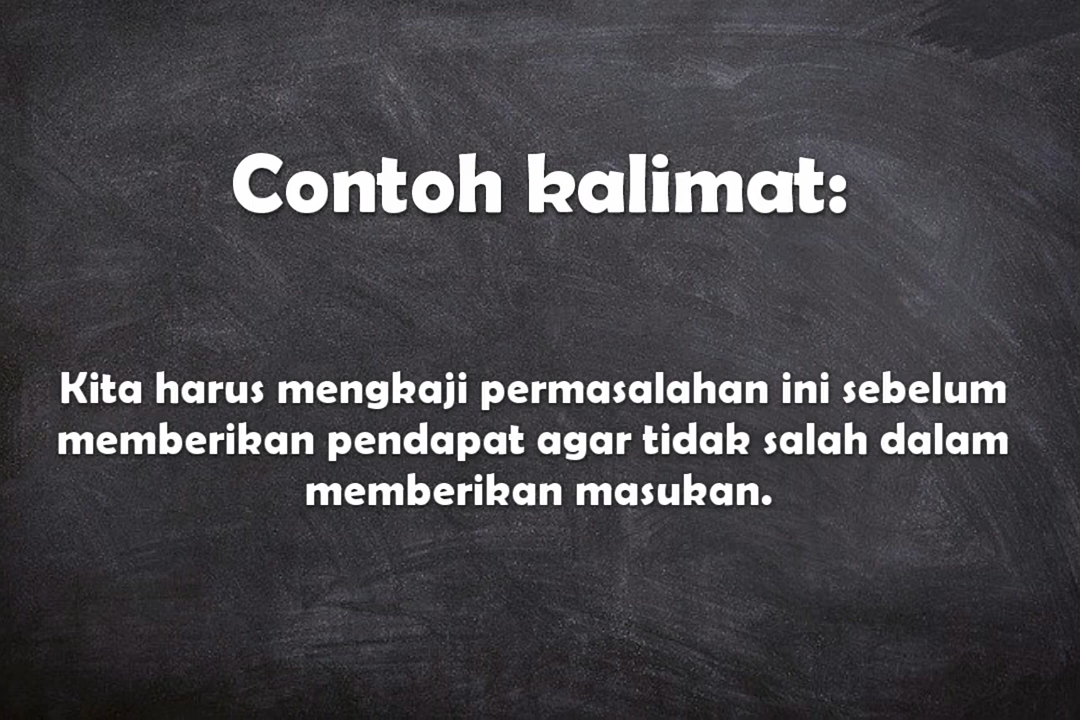 Contoh kalimat:
Kita harus mengkaji permasalahan ini sebelum
memberikan pendapat agar tidak salah dalam
memberikan masukan.